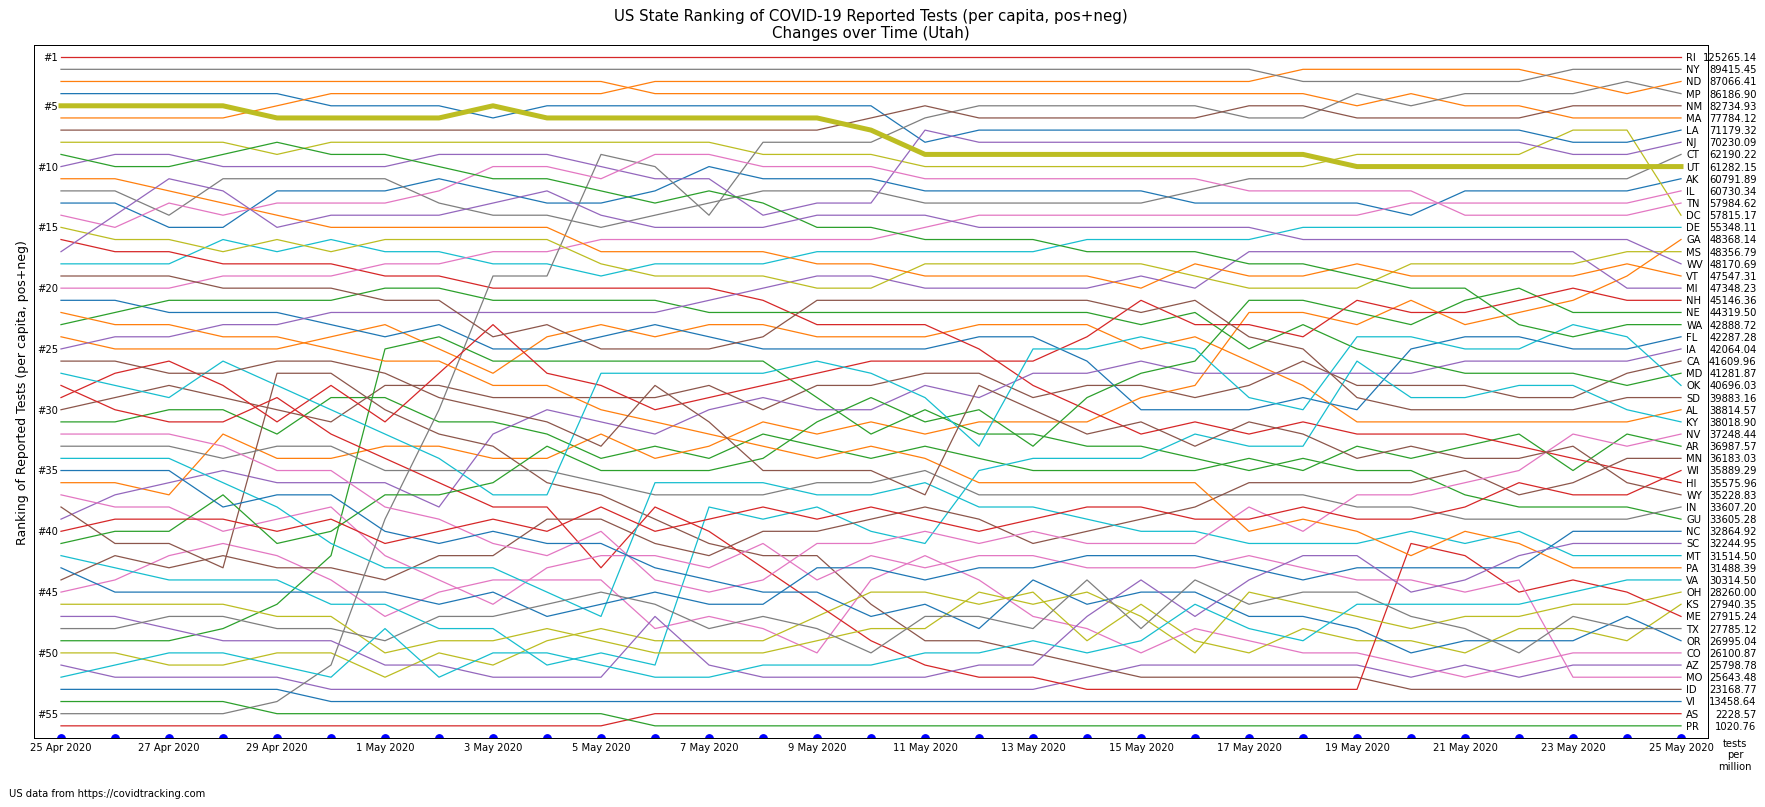 US State Ranking of COVID-19 Reported Tests (per capita, pos+neg)
Changes over Time (Utah)
Ranking of Reported Tests (per capita, pos+neg)
#1
#5
#10
#15
#20
#25
#30
#35
#40
#45
#50
#55
RI 125265.14
NY 89415.45
ND 87066.41
MP 86186.90
NM 82734.93
MA 77784.12
LA 71179.32
NJ 70230.09
CT 62190.22
UT 61282.15
AK 60791.89
IL 60730.34
TN 57984.62
DC 57815.17
DE 55348.11
GA 48368.14
MS 48356.79
WV 48170.69
VT 47547.31
MI 47348.23
NH 45146.36
NE 44319.50
WA 42888.72
FL 42287.28
IA 42064.04
CA 41609.96
MD 41281.87
OK 40696.03
SD 39883.16
AL 38814.57
KY 38018.90
NV 37248.44
AR 36987.57
MN 36183.03
WI 35889.29
HI 35575.96
WY 35228.83
IN 33607.20
GU 33605.28
NC 32864.92
SC 32244.95
MT 31514.50
PA 31488.39
VA 30314.50
OH 28260.00
KS 27940.35
ME 27915.24
TX 27785.12
OR 26995.04
CO 26100.87
AZ 25798.78
MO 25643.48
ID 23168.77
VI 13458.64
AS 2228.57
PR 1020.76
25 Apr 2020 27 Apr 2020 29 Apr 2020 1 May 2020 3 May 2020 5 May 2020 7 May 2020 9 May 2020 11 May 2020 13 May 2020 15 May 2020 17 May 2020 19 May 2020 21 May 2020 23 May 2020 25 May 2020
tests
per
million
US data from https://covidtracking.com